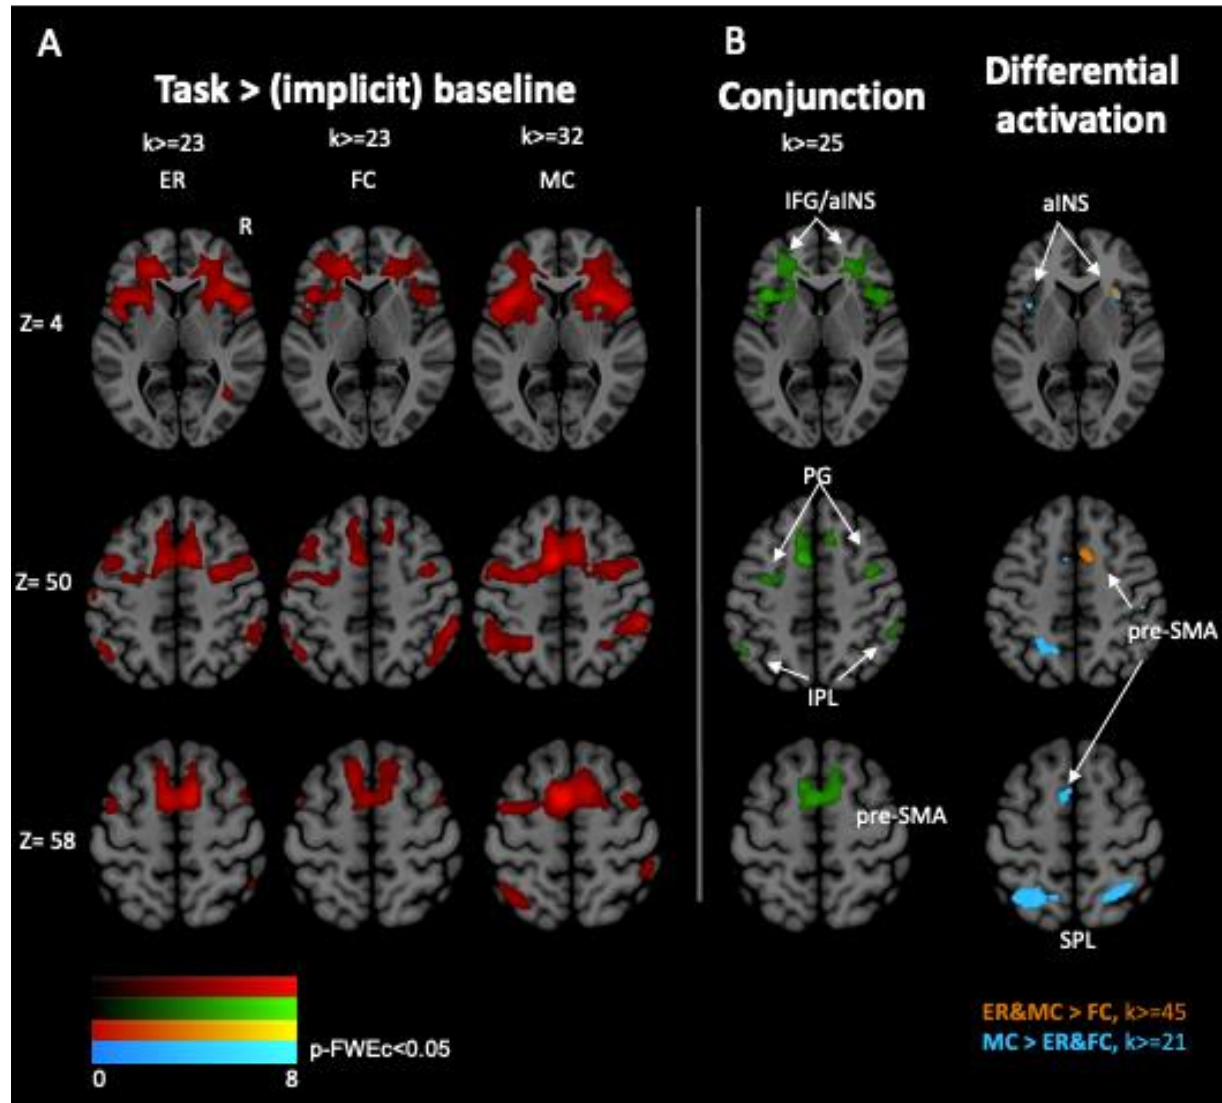 A
B
Task > (implicit) baseline
Conjunction
Differential
activation
k>=23
k>=23
k>=32
k>=25
ER
FC
MC
R
IFG/aINS
aINS
Z= 4
PG
Z= 50
pre-SMA
IPL
Z= 58
pre-SMA
SPL
ER&MC > FC, k>=45
MC > ER&FC, k>=21
p-FWEc<0.05
0
8